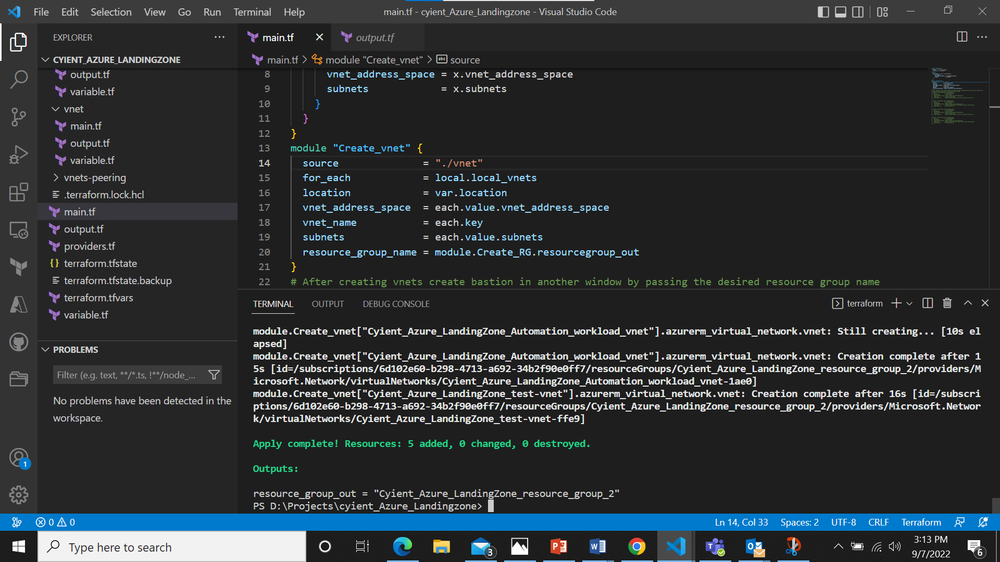 File Edit Selection View Go Run Terminal Help
main.tf - cyient_Azure_Landingzone - Visual Studio Code
EXPLORER
CYIENT_AZURE_LANDINGZONE
output.tf
variable.tf
vnet
main.tf
output.tf
variable.tf
vnets-peering
.terraform.lock.hcl
main.tf
output.tf
providers.tf
terraform.tfstate
terraform.tfstate.backup
terraform.tfvars
variable.tf
PROBLEMS
Filter (e.g. text, **/*.ts, !**/node_...
No problems have been detected in the
workspace.
main.tf
output.tf
main.tf > module "Create_vnet" > abc source
8 vnet_address_space = x.vnet_address_space
9 subnets = x.subnets
10 }
11 }
12 }
13 module "Create_vnet" {
14 source = "./vnet"
15 for_each = local.local_vnets
16 location = var.location
17 vnet_address_space = each.value.vnet_address_space
18 vnet_name = each.key
19 subnets = each.value.subnets
20 resource_group_name = module.Create_RG.resourcegroup_out
21 }
22 # After creating vnets create bastion in another window by passing the desired resource group name
TERMINAL OUTPUT DEBUG CONSOLE
terraform
module.Create_vnet["Cyient_Azure_LandingZone_Automation_workload_vnet"].azurerm_virtual_network.vnet: Still creating... [10s el
apsed]
module.Create_vnet["Cyient_Azure_LandingZone_Automation_workload_vnet"].azurerm_virtual_network.vnet: Creation complete after 1
5s [id=/subscriptions/6d102e60-b298-4713-a692-34b2f90e0ff7/resourceGroups/Cyient_Azure_LandingZone_resource_group_2/providers/M
icrosoft.Network/virtualNetworks/Cyient_Azure_LandingZone_Automation_workload_vnet-1ae0]
module.Create_vnet["Cyient_Azure_LandingZone_test-vnet"].azurerm_virtual_network.vnet: Creation complete after 16s [id=/subscri
ptions/6d102e60-b298-4713-a692-34b2f90e0ff7/resourceGroups/Cyient_Azure_LandingZone_resource_group_2/providers/Microsoft.Networ
k/virtualNetworks/Cyient_Azure_LandingZone_test-vnet-ffe9]
Apply complete! Resources: 5 added, 0 changed, 0 destroyed.
Outputs:
resource_group_out = "Cyient_Azure_LandingZone_resource_group_2"
PS D:\Projects\cyient_Azure_Landingzone>
1
0 0
Ln 14, Col 33 Spaces: 2 UTF-8 CRLF Terraform
Type here to search
3
3:13 PM
9/7/2022
6